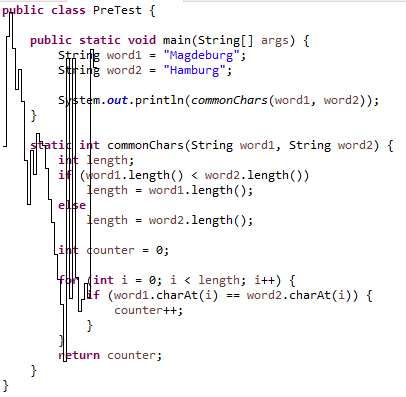 public class PreTest {
public static void main(String[] args) {
String word1 = "Magdeburg";
String word2 = "Hamburg";
System.out.println(commonChars(word1, word2));
}
static int commonChars(String word1, String word2) {
int length;
if (word1.length() < word2.length())
length = word1.length();
else
length = word2.length();
int counter = 0;
for (int i = 0; i < length; i++) {
if (word1.charAt(i) == word2.charAt(i)) {
counter++;
}
}
return counter;
}
}